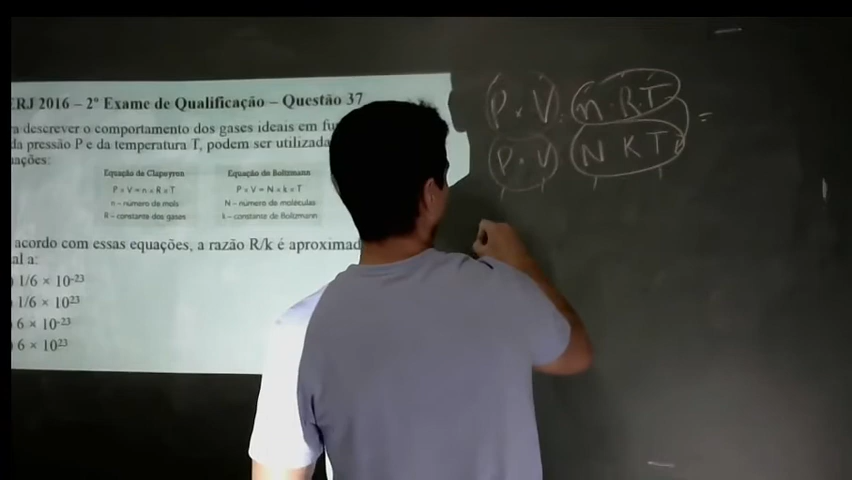 ERJ 2016 – 2º Exame de Qualificação – Questão 37
a descrever o comportamento dos gases ideais em fu
da pressão P e da temperatura T, podem ser utilizada
ações:
Equação de Clapeyron
P × V = n × R × T
n – número de mols
R – constante dos gases
Equação de Boltzmann
P × V = N × k × T
N – número de moléculas
k – constante de Boltzmann
acordo com essas equações, a razão R/k é aproximad
al a:
) 1/6 × 10⁻²³
) 1/6 × 10²³
) 6 × 10⁻²³
) 6 × 10²³
P × V = n · R · T =
P × V = N K T